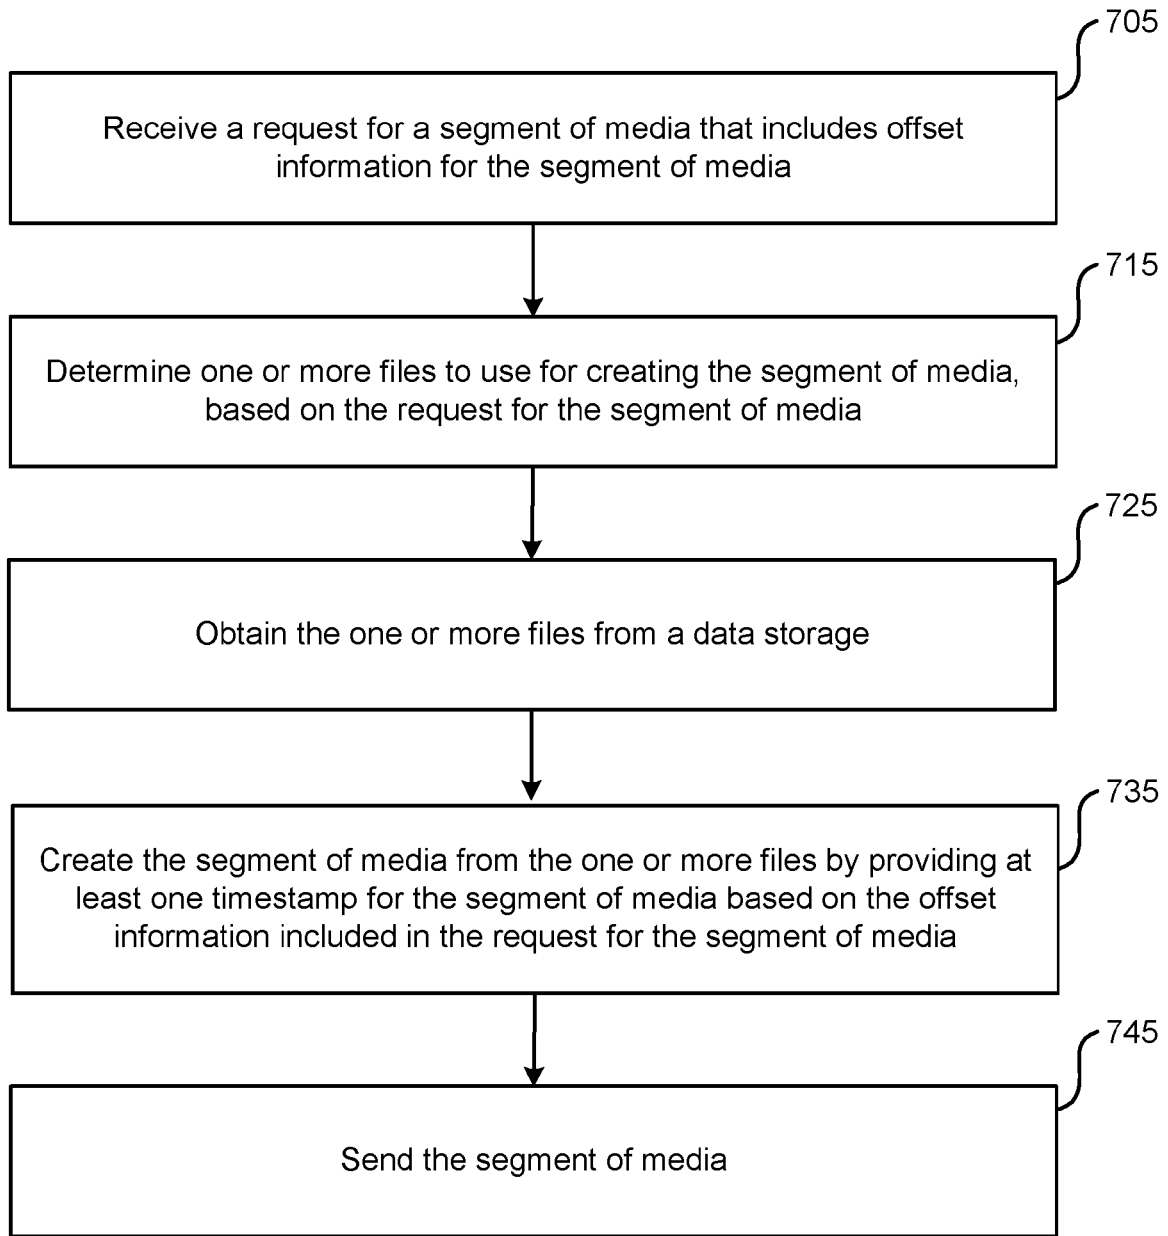 705
Receive a request for a segment of media that includes offset
information for the segment of media
715
Determine one or more files to use for creating the segment of media,
based on the request for the segment of media
725
Obtain the one or more files from a data storage
735
Create the segment of media from the one or more files by providing at
least one timestamp for the segment of media based on the offset
information included in the request for the segment of media
745
Send the segment of media